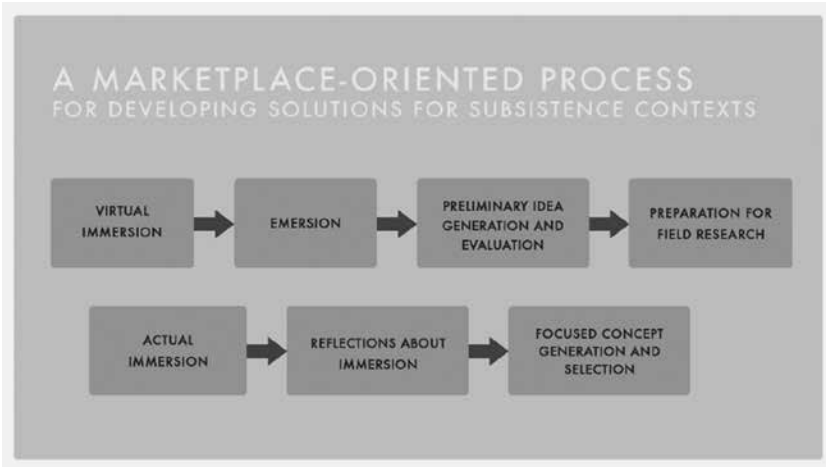 A MARKETPLACE-ORIENTED PROCESS
FOR DEVELOPING SOLUTIONS FOR SUBSISTENCE CONTEXTS
VIRTUAL
IMMERSION
EMERSION
PRELIMINARY IDEA
GENERATION AND
EVALUATION
PREPARATION FOR
FIELD RESEARCH
ACTUAL
IMMERSION
REFLECTIONS ABOUT
IMMERSION
FOCUSED CONCEPT
GENERATION AND
SELECTION